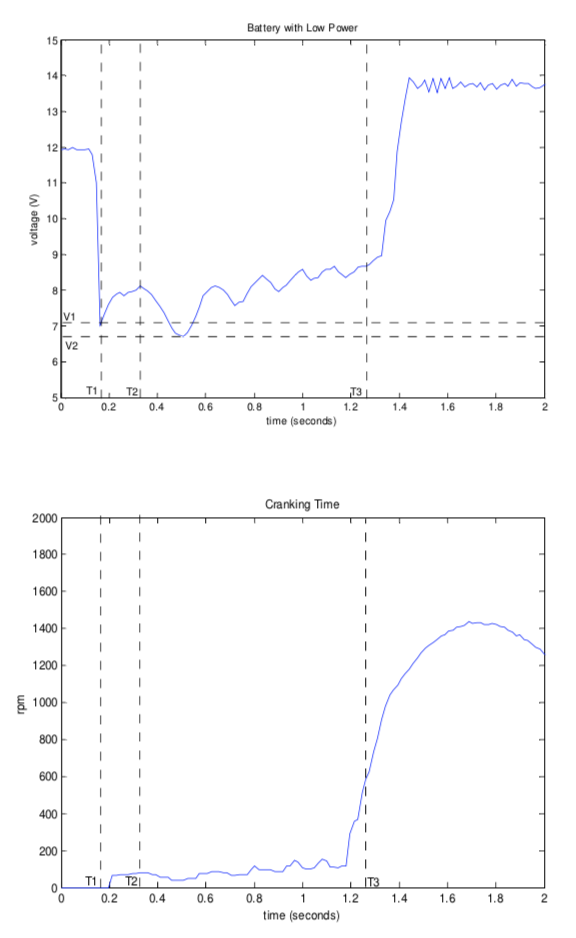 Battery with Low Power
15
14
13
12
11
10
9
8
7
6
5
voltage (V)
V1
V2
T1 T2 T3
0 0.2 0.4 0.6 0.8 1 1.2 1.4 1.6 1.8 2
time (seconds)
Cranking Time
2000
1800
1600
1400
1200
1000
800
600
400
200
0
rpm
T1 T2 T3
0 0.2 0.4 0.6 0.8 1 1.2 1.4 1.6 1.8 2
time (seconds)